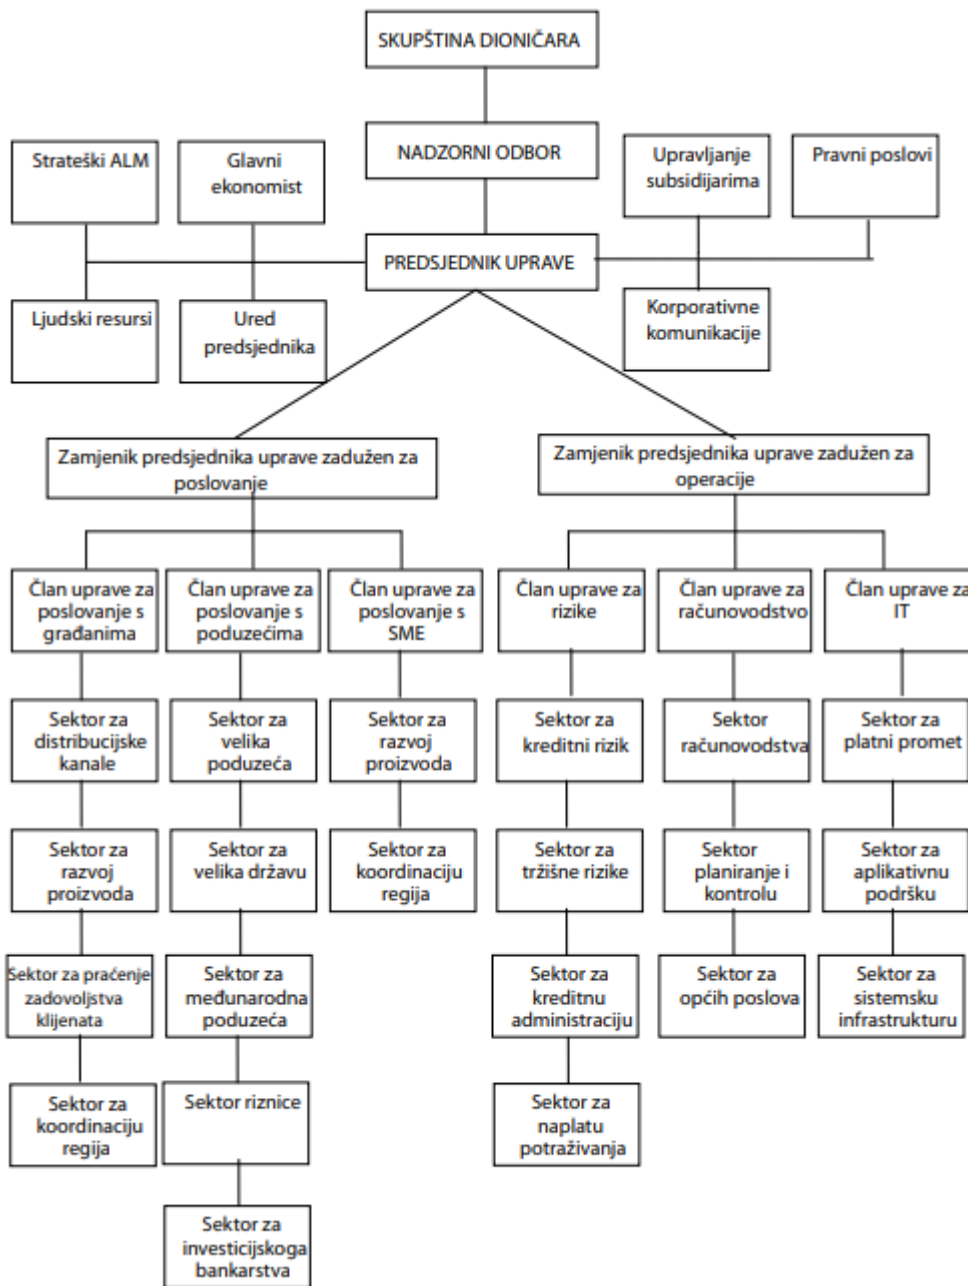 SKUPŠTINA DIONIČARA
NADZORNI ODBOR
Strateški ALM
Glavni
ekonomist
Upravljanje
subsidijarima
Pravni poslovi
PREDSJEDNIK UPRAVE
Ljudski resursi
Ured
predsjednika
Korporativne
komunikacije
Zamjenik predsjednika uprave zadužen za
poslovanje
Zamjenik predsjednika uprave zadužen za
operacije
Član uprave za
poslovanje s
građanima
Član uprave za
poslovanje s
poduzećima
Član uprave za
poslovanje s
SME
Član uprave za
rizike
Član uprave za
računovodstvo
Član uprave za
IT
Sektor za
distribucijske
kanale
Sektor za
velika
poduzeća
Sektor za
razvoj
proizvoda
Sektor za
kreditni rizik
Sektor
računovodstva
Sektor za
platni promet
Sektor za
razvoj
proizvoda
Sektor za
velika državu
Sektor za
koordinaciju
regija
Sektor za
tržišne rizike
Sektor
planiranje i
kontrolu
Sektor za
aplikativnu
podršku
Sektor za praćenje
zadovoljstva
klijenata
Sektor za
međunarodna
poduzeća
Sektor za
kreditnu
administraciju
Sektor za
općih poslova
Sektor za
sistemsku
infrastrukturu
Sektor za
koordinaciju
regija
Sektor riznice
Sektor za
naplatu
potraživanja
Sektor za
investicijskoga
bankarstva